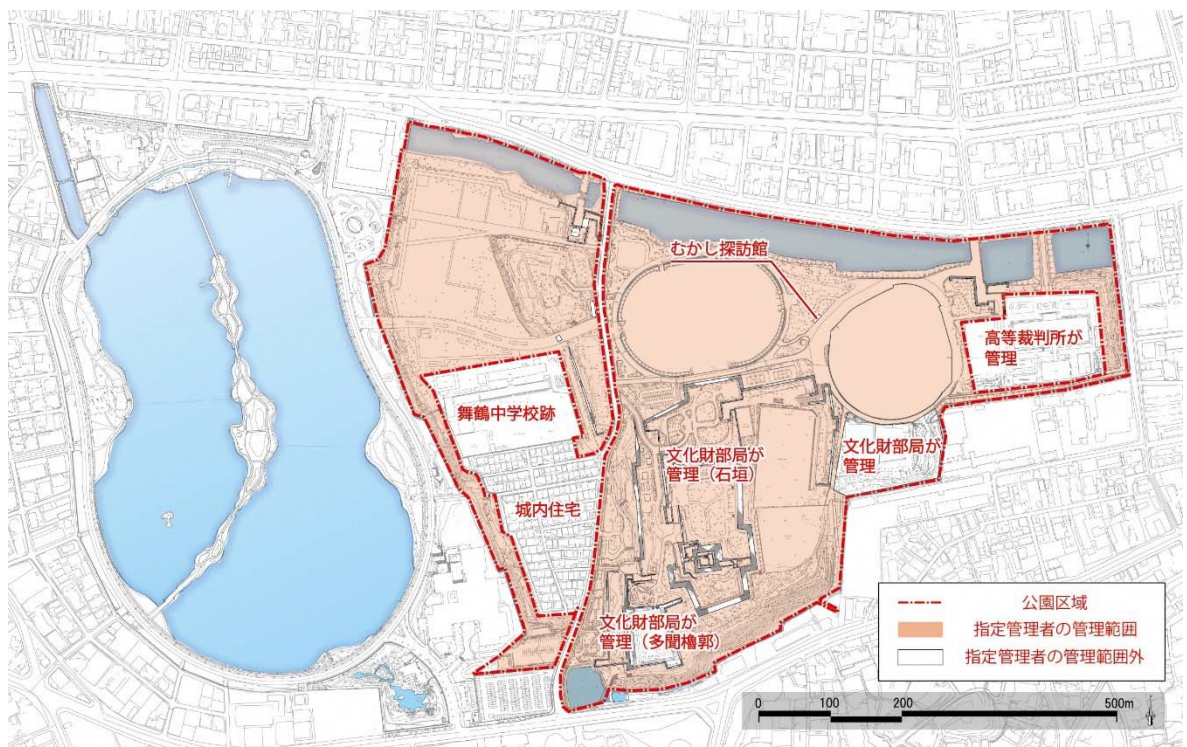 むかし探訪館
高等裁判所が
管理
舞鶴中学校跡
文化財部局が
管理（石垣）
文化財部局が
管理
城内住宅
文化財部局が
管理（多聞櫓郭）
公園区域
指定管理者の管理範囲
指定管理者の管理範囲外
0 100 200 500m